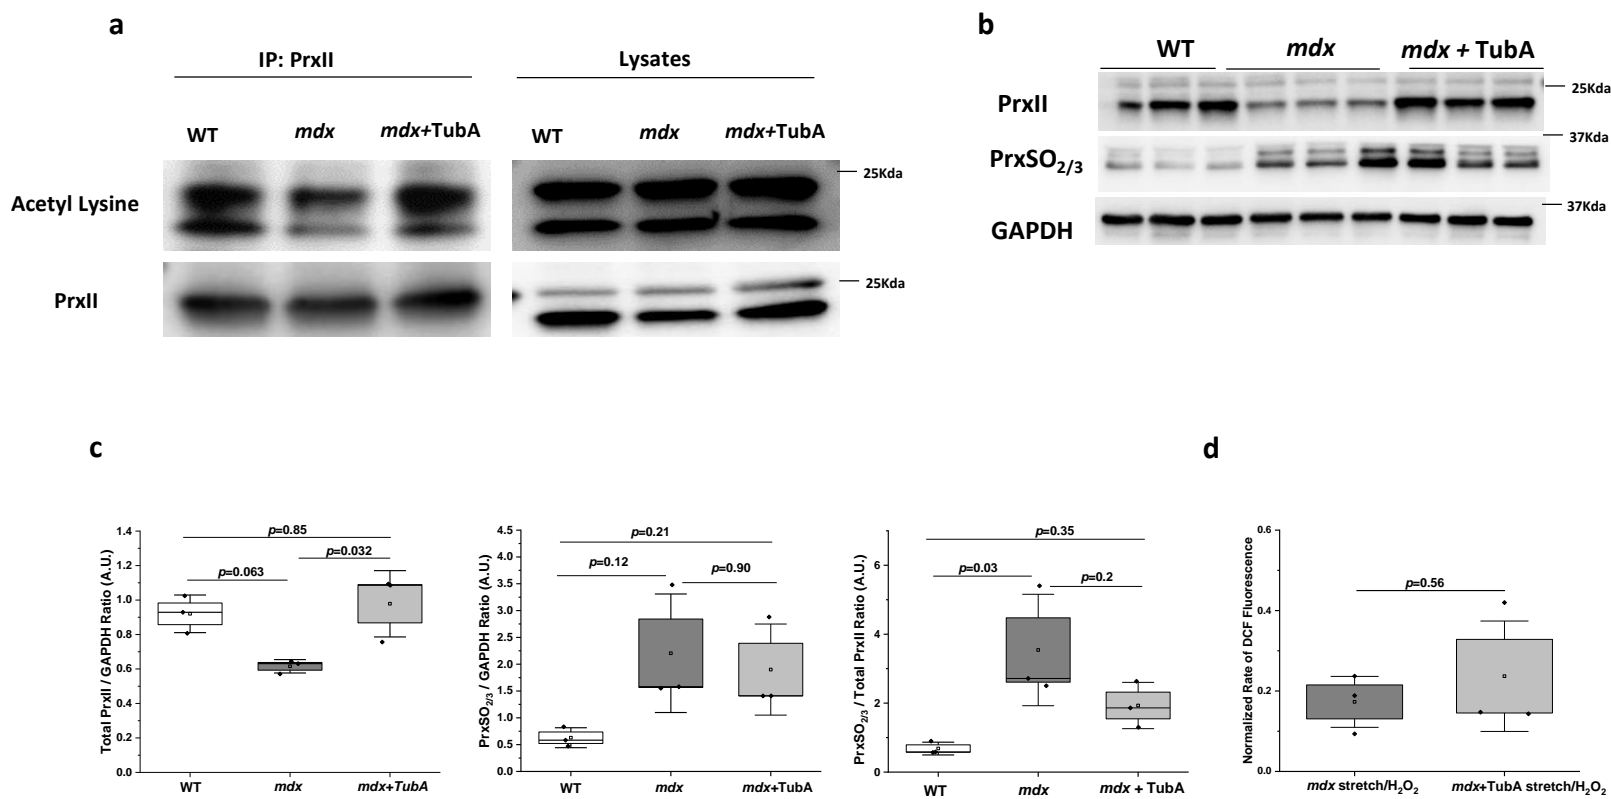 a
IP: PrxII
Lysates
WT
mdx
mdx+TubA
WT
mdx
mdx+TubA
Acetyl Lysine
25Kda
PrxII
25Kda
b
WT
mdx
mdx + TubA
PrxII
25Kda
PrxSO2/3
37Kda
GAPDH
37Kda
c
Total PrxII / GAPDH Ratio (A.U.)
1.4
1.2
1.0
0.8
0.6
0.4
0.2
0.0
p=0.85
p=0.032
p=0.063
WT
mdx
mdx+TubA
PrxSO2/3 / GAPDH Ratio (A.U.)
4.5
4.0
3.5
3.0
2.5
2.0
1.5
1.0
0.5
0.0
p=0.21
p=0.12
p=0.90
WT
mdx
mdx+TubA
PrxSO2/3 / Total PrxII Ratio (A.U.)
6
4
2
0
p=0.35
p=0.03
p=0.2
WT
mdx
mdx + TubA
d
Normalized Rate of DCF Fluorescence
0.6
0.4
0.2
0.0
p=0.56
mdx stretch/H2O2
mdx+TubA stretch/H2O2